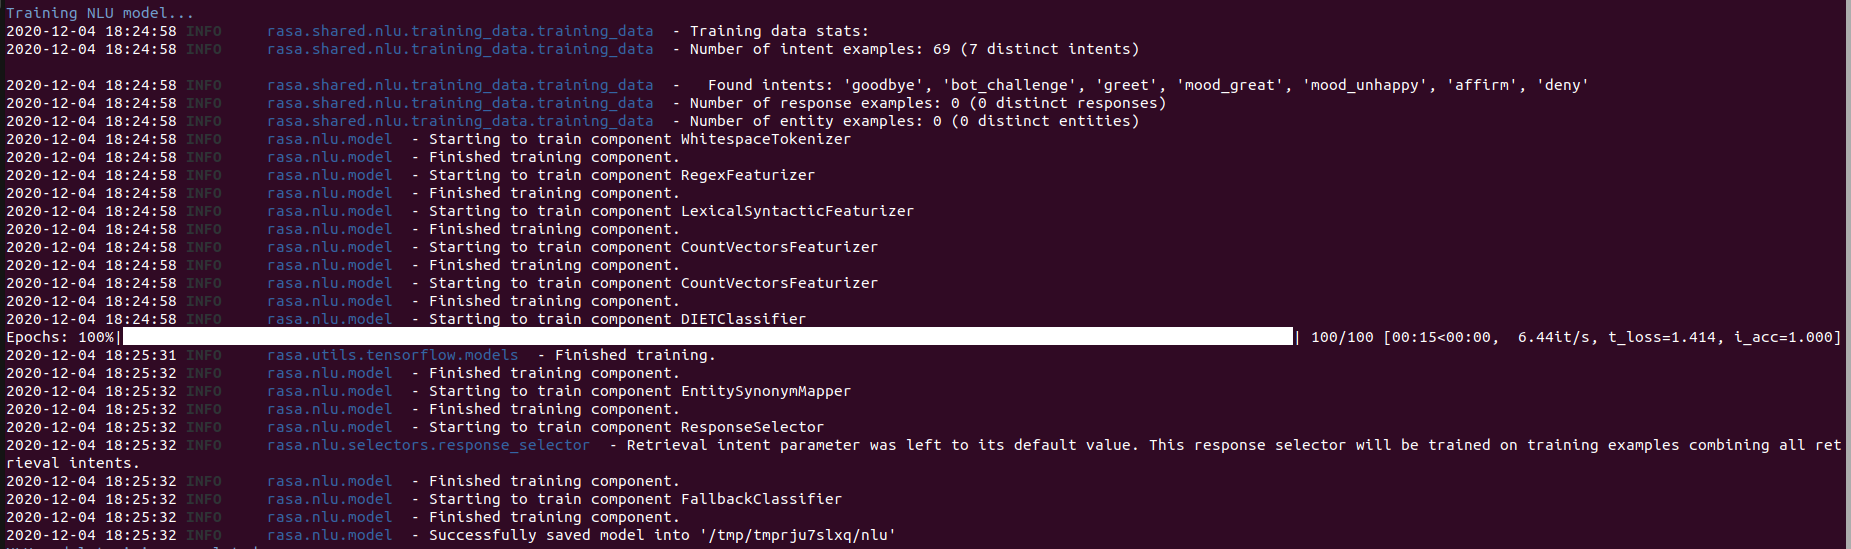 Training NLU model...
2020-12-04 18:24:58 INFO     rasa.shared.nlu.training_data.training_data  - Training data stats:
2020-12-04 18:24:58 INFO     rasa.shared.nlu.training_data.training_data  - Number of intent examples: 69 (7 distinct intents)
2020-12-04 18:24:58 INFO     rasa.shared.nlu.training_data.training_data  -   Found intents: 'goodbye', 'bot_challenge', 'greet', 'mood_great', 'mood_unhappy', 'affirm', 'deny'
2020-12-04 18:24:58 INFO     rasa.shared.nlu.training_data.training_data  - Number of response examples: 0 (0 distinct responses)
2020-12-04 18:24:58 INFO     rasa.shared.nlu.training_data.training_data  - Number of entity examples: 0 (0 distinct entities)
2020-12-04 18:24:58 INFO     rasa.nlu.model  - Starting to train component WhitespaceTokenizer
2020-12-04 18:24:58 INFO     rasa.nlu.model  - Finished training component.
2020-12-04 18:24:58 INFO     rasa.nlu.model  - Starting to train component RegexFeaturizer
2020-12-04 18:24:58 INFO     rasa.nlu.model  - Finished training component.
2020-12-04 18:24:58 INFO     rasa.nlu.model  - Starting to train component LexicalSyntacticFeaturizer
2020-12-04 18:24:58 INFO     rasa.nlu.model  - Finished training component.
2020-12-04 18:24:58 INFO     rasa.nlu.model  - Starting to train component CountVectorsFeaturizer
2020-12-04 18:24:58 INFO     rasa.nlu.model  - Finished training component.
2020-12-04 18:24:58 INFO     rasa.nlu.model  - Starting to train component CountVectorsFeaturizer
2020-12-04 18:24:58 INFO     rasa.nlu.model  - Finished training component.
2020-12-04 18:24:58 INFO     rasa.nlu.model  - Starting to train component DIETClassifier
Epochs: 100%| | 100/100 [00:15<00:00,  6.44it/s, t_loss=1.414, i_acc=1.000]
2020-12-04 18:25:31 INFO     rasa.utils.tensorflow.models  - Finished training.
2020-12-04 18:25:32 INFO     rasa.nlu.model  - Finished training component.
2020-12-04 18:25:32 INFO     rasa.nlu.model  - Starting to train component EntitySynonymMapper
2020-12-04 18:25:32 INFO     rasa.nlu.model  - Finished training component.
2020-12-04 18:25:32 INFO     rasa.nlu.model  - Starting to train component ResponseSelector
2020-12-04 18:25:32 INFO     rasa.nlu.selectors.response_selector  - Retrieval intent parameter was left to its default value. This response selector will be trained on training examples combining all ret
rieval intents.
2020-12-04 18:25:32 INFO     rasa.nlu.model  - Finished training component.
2020-12-04 18:25:32 INFO     rasa.nlu.model  - Starting to train component FallbackClassifier
2020-12-04 18:25:32 INFO     rasa.nlu.model  - Finished training component.
2020-12-04 18:25:32 INFO     rasa.nlu.model  - Successfully saved model into '/tmp/tmprju7slxq/nlu'